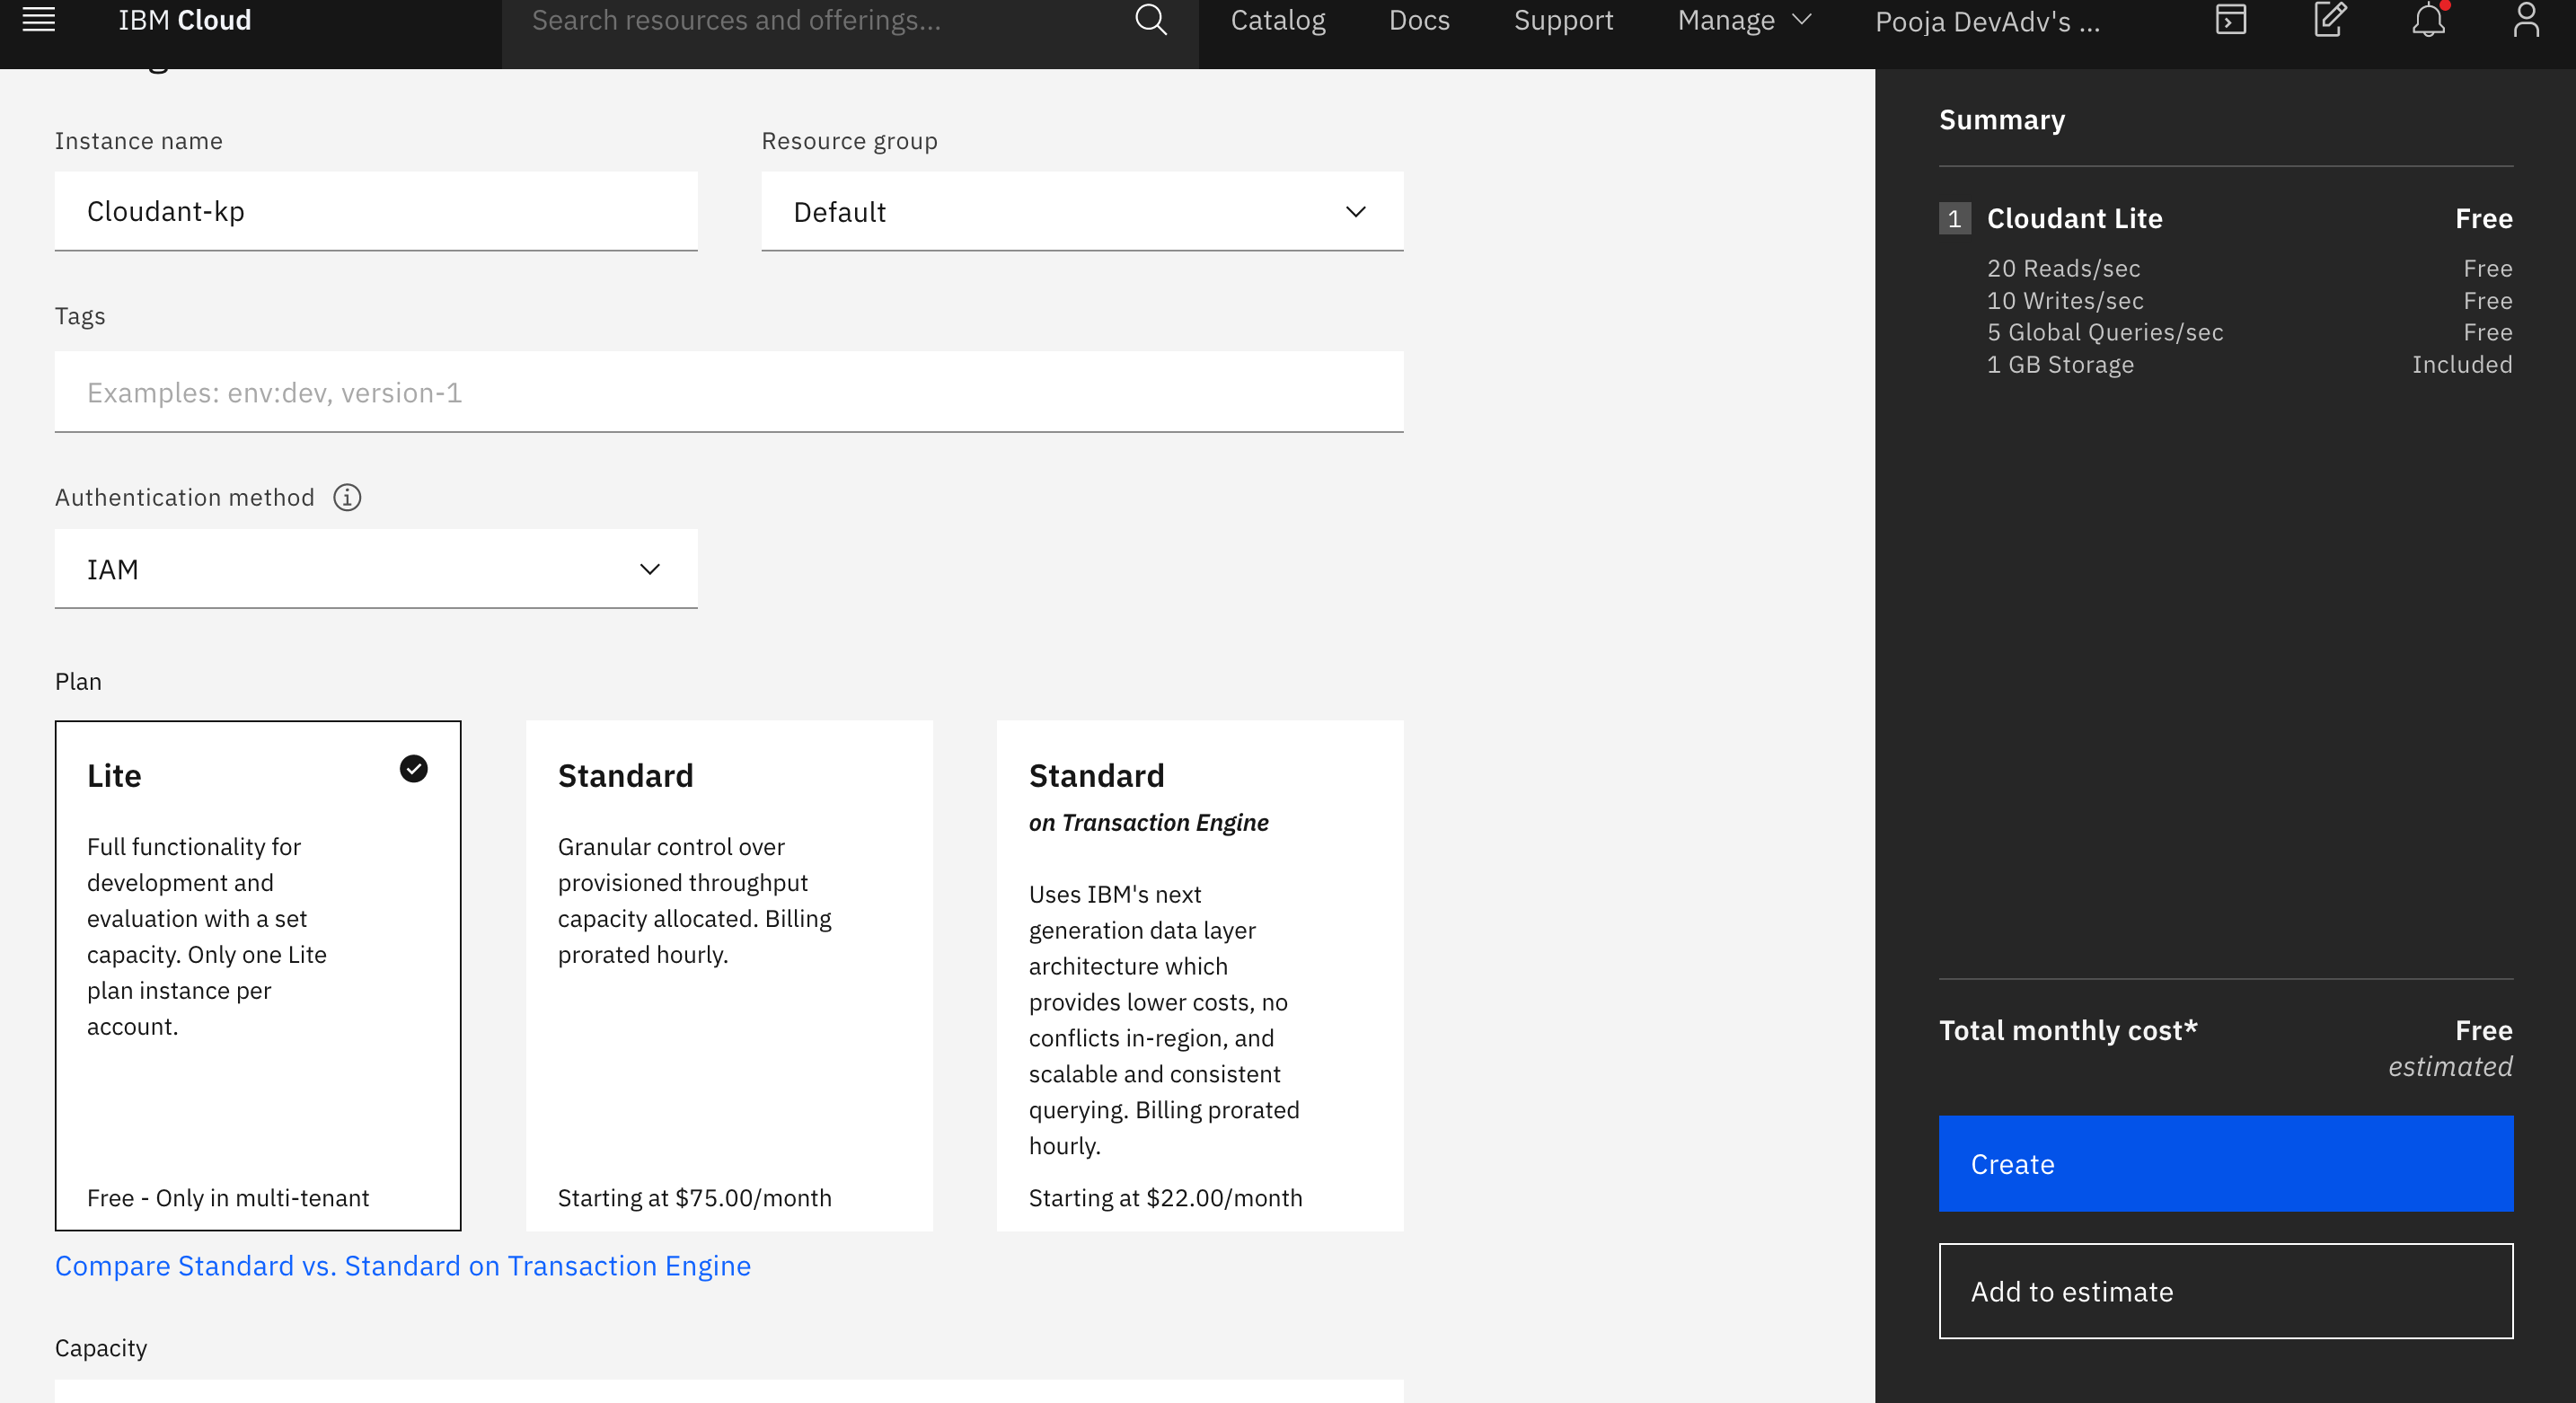 IBM Cloud
Search resources and offerings...
Catalog
Docs
Support
Manage
Pooja DevAdv's ...
Instance name
Resource group
Cloudant-kp
Default
Tags
Examples: env:dev, version-1
Authentication method
IAM
Plan
Lite
Full functionality for
development and
evaluation with a set
capacity. Only one Lite
plan instance per
account.
Free - Only in multi-tenant
Standard
Granular control over
provisioned throughput
capacity allocated. Billing
prorated hourly.
Starting at $75.00/month
Standard
on Transaction Engine
Uses IBM's next
generation data layer
architecture which
provides lower costs, no
conflicts in-region, and
scalable and consistent
querying. Billing prorated
hourly.
Starting at $22.00/month
Compare Standard vs. Standard on Transaction Engine
Capacity
Summary
1 Cloudant Lite Free
20 Reads/sec Free
10 Writes/sec Free
5 Global Queries/sec Free
1 GB Storage Included
Total monthly cost* Free
estimated
Create
Add to estimate